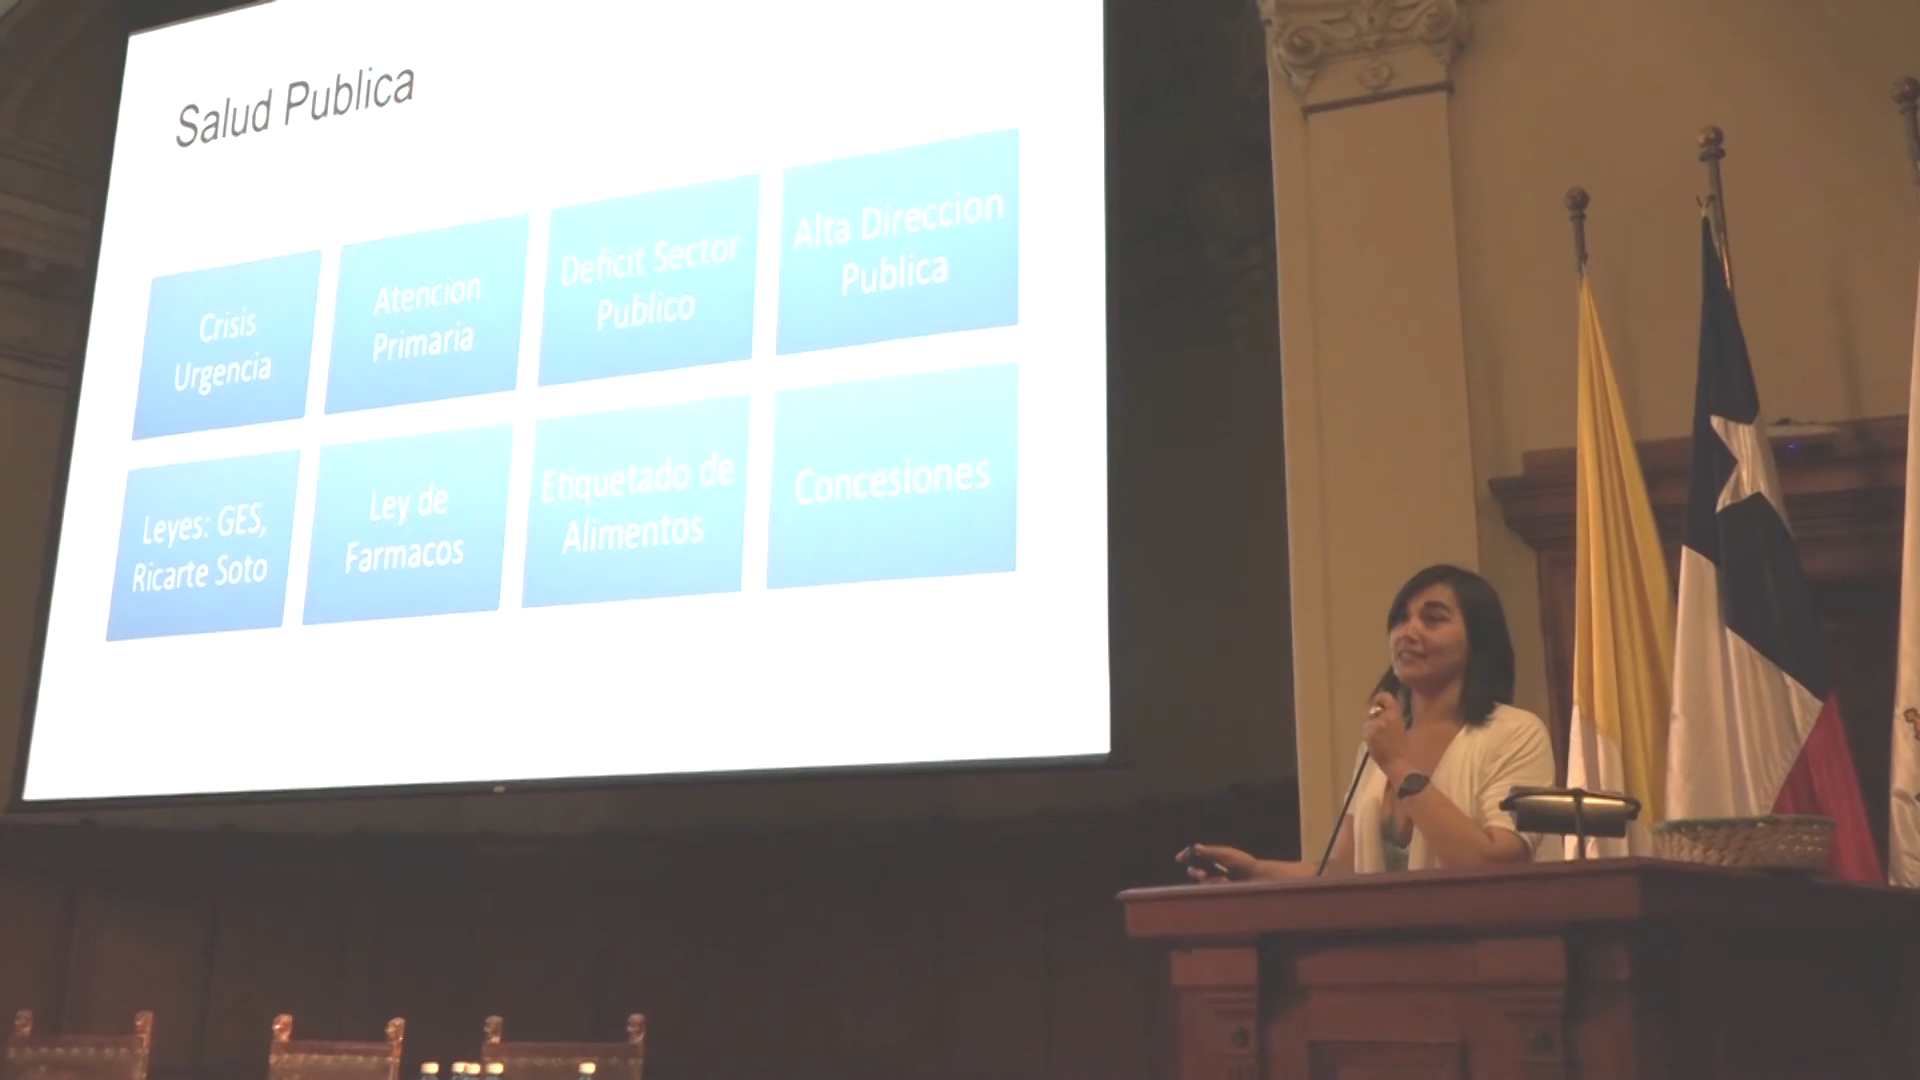 Salud Publica
Crisis
Urgencia
Atencion
Primaria
Deficit Sector
Publico
Alta Direccion
Publica
Leyes: GES,
Ricarte Soto
Ley de
Farmacos
Etiquetado de
Alimentos
Concesiones